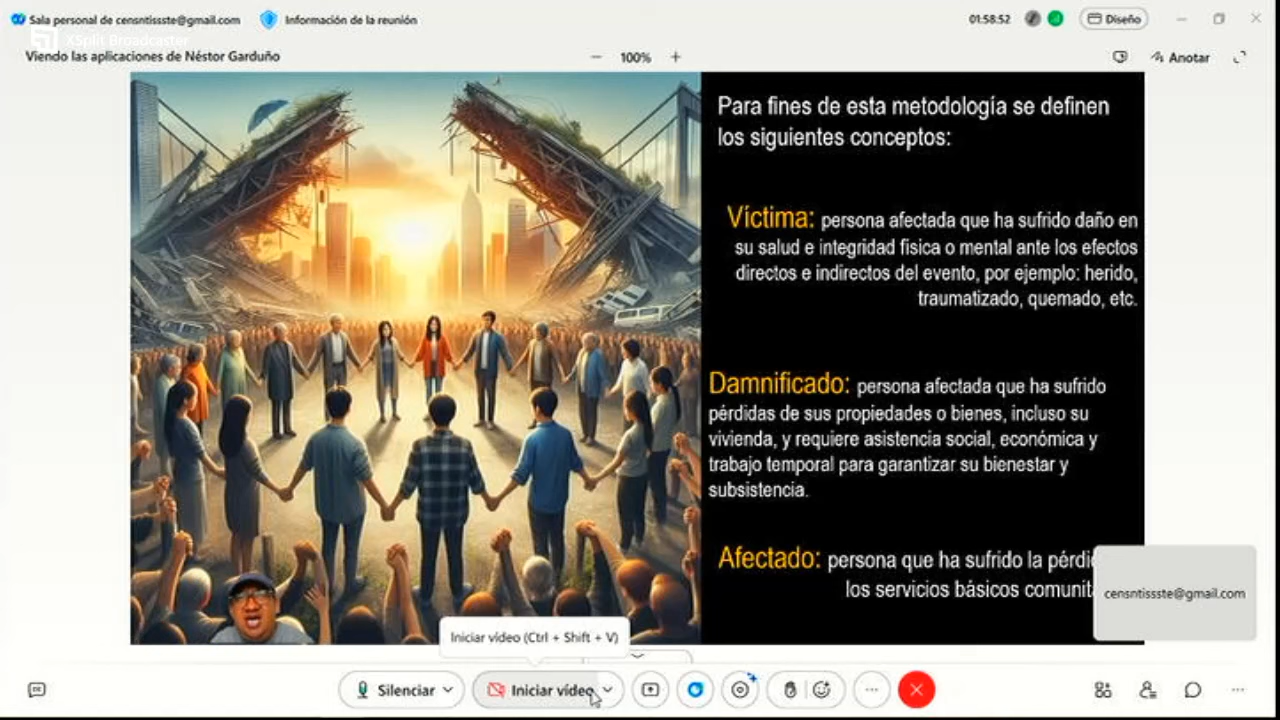 Sala personal de censntissste@gmail.com
Información de la reunión
01:58:52
Diseño
XSplit Broadcaster
Viendo las aplicaciones de Néstor Garduño
100%
Anotar
Para fines de esta metodología se definen
los siguientes conceptos:
Víctima: persona afectada que ha sufrido daño en
su salud e integridad física o mental ante los efectos
directos e indirectos del evento, por ejemplo: herido,
traumatizado, quemado, etc.
Damnificado: persona afectada que ha sufrido
pérdidas de sus propiedades o bienes, incluso su
vivienda, y requiere asistencia social, económica y
trabajo temporal para garantizar su bienestar y
subsistencia.
Afectado: persona que ha sufrido la
los servicios básicos
censntissste@gmail.com
Iniciar vídeo (Ctrl + Shift + V)
Silenciar
Iniciar vídeo